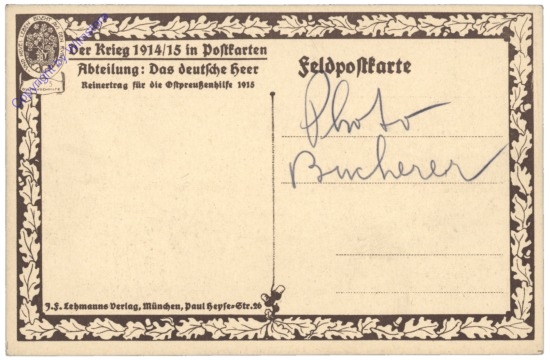 Der Krieg 1914/15 in Postkarten
Abteilung: Das deutsche Heer
Reinertrag für die Ostpreußenhilfe 1915
Feldpostkarte
Photo
Bucherer
J.F. Lehmanns Verlag, München, Paul Heyse-Str. 26